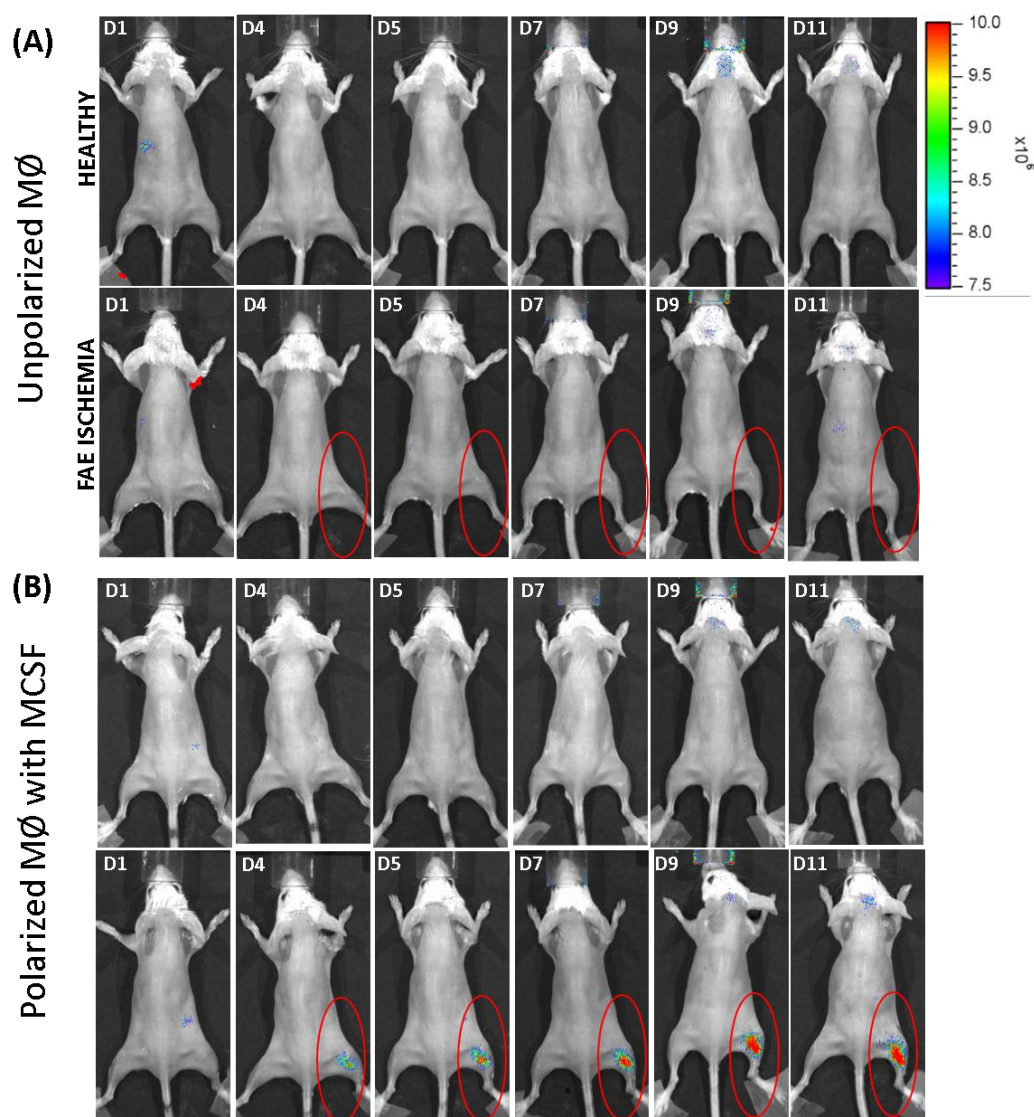 (A)
Unpolarized MØ
HEALTHY
D1 D4 D5 D7 D9 D11
FAE ISCHEMIA
D1 D4 D5 D7 D9 D11
10.0
9.5
9.0
8.5
8.0
7.5
x10⁶
(B)
Polarized MØ with MCSF
D1 D4 D5 D7 D9 D11
D1 D4 D5 D7 D9 D11